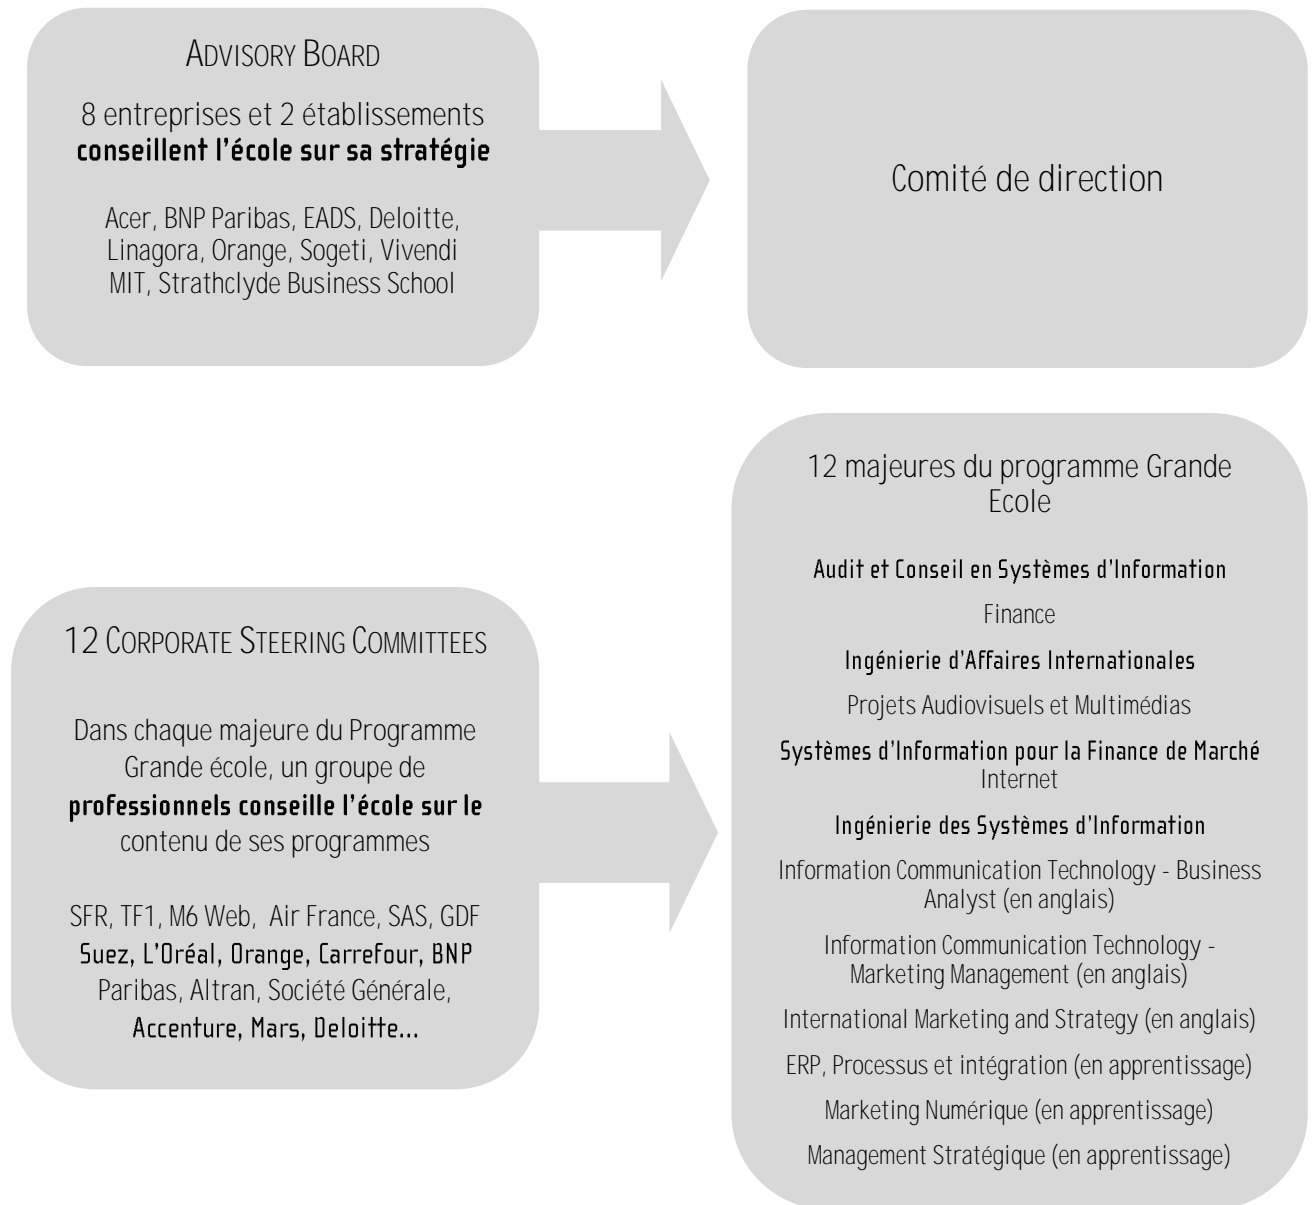 ADVISORY BOARD
8 entreprises et 2 établissements
conseillent l'école sur sa stratégie
Acer, BNP Paribas, EADS, Deloitte,
Linagora, Orange, Sogeti, Vivendi
MIT, Strathclyde Business School
Comité de direction
12 CORPORATE STEERING COMMITTEES
Dans chaque majeure du Programme
Grande école, un groupe de
professionnels conseille l'école sur le
contenu de ses programmes
SFR, TF1, M6 Web, Air France, SAS, GDF
Suez, L'Oréal, Orange, Carrefour, BNP
Paribas, Altran, Société Générale,
Accenture, Mars, Deloitte...
12 majeures du programme Grande
Ecole
Audit et Conseil en Systèmes d'Information
Finance
Ingénierie d'Affaires Internationales
Projets Audiovisuels et Multimédias
Systèmes d'Information pour la Finance de Marché
Internet
Ingénierie des Systèmes d'Information
Information Communication Technology - Business
Analyst (en anglais)
Information Communication Technology -
Marketing Management (en anglais)
International Marketing and Strategy (en anglais)
ERP, Processus et intégration (en apprentissage)
Marketing Numérique (en apprentissage)
Management Stratégique (en apprentissage)